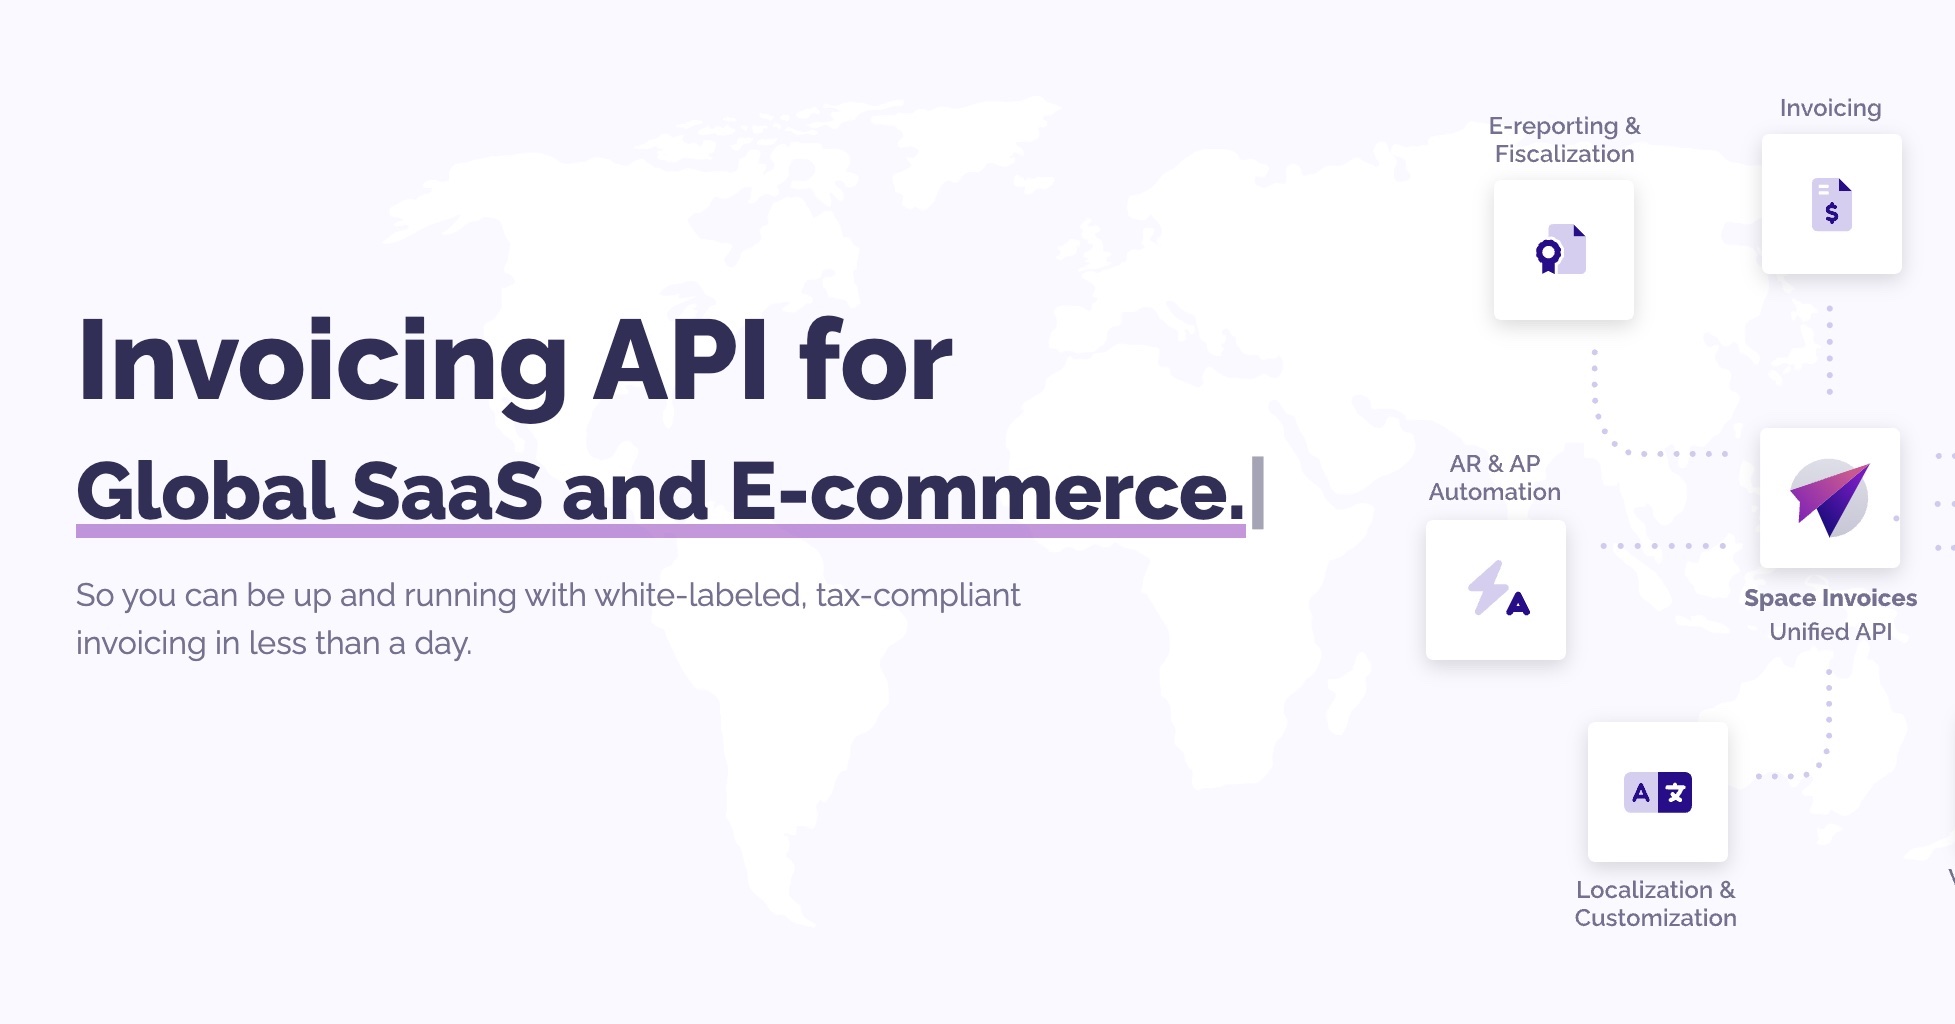 Invoicing API for
Global SaaS and E-commerce.
So you can be up and running with white-labeled, tax-compliant
invoicing in less than a day.
E-reporting &
Fiscalization
Invoicing
$
AR & AP
Automation
A
Space Invoices
Unified API
A 文
Localization &
Customization